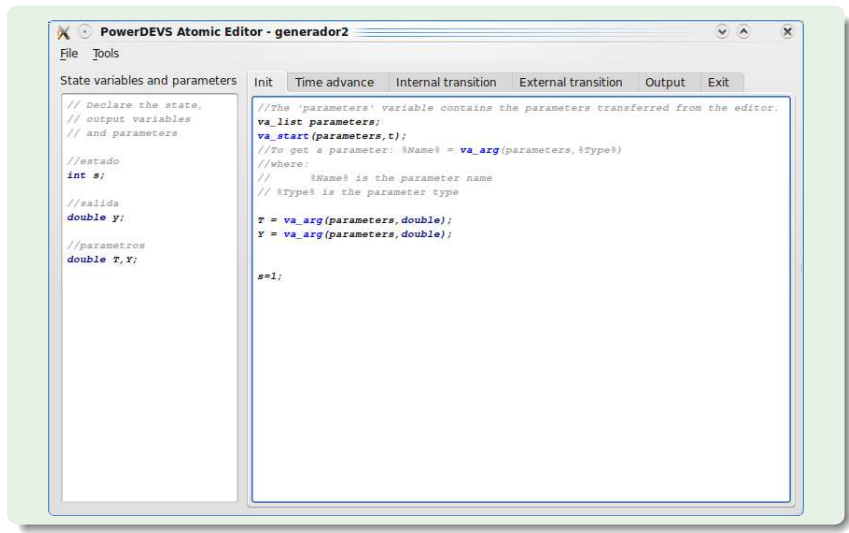 PowerDEVS Atomic Editor - generador2
File Tools
State variables and parameters
// Declare the state,
// output variables
// and parameters
//estado
int s;
//salida
double y;
//parametros
double T,Y;
Init Time advance Internal transition External transition Output Exit
//The 'parameters' variable contains the parameters transferred from the editor.
va_list parameters;
va_start(parameters,t);
//To get a parameter: %Name% = va_arg(parameters,%Type%)
//where:
//      %Name% is the parameter name
// %Type% is the parameter type
T = va_arg(parameters,double);
Y = va_arg(parameters,double);
s=1;